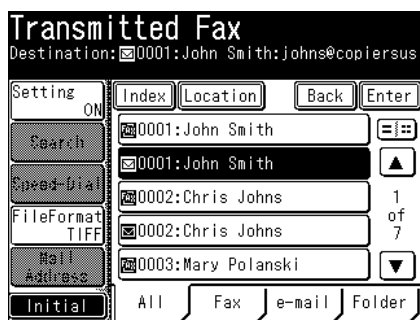 Transmitted Fax
Destination:0001:John Smith:johns@copiersus
Setting
ON
Index Location Back Enter
0001:John Smith
Search
0001:John Smith
Speed-Dial
0002:Chris Johns
1
of
7
FileFormat
TIFF
0002:Chris Johns
Mail
Address
0003:Mary Polanski
Initial
All Fax e-mail Folder